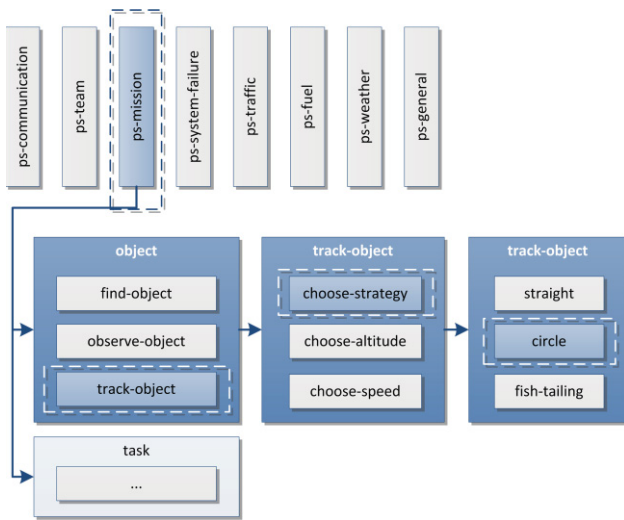 ps-communication
ps-team
ps-mission
ps-system-failure
ps-traffic
ps-fuel
ps-weather
ps-general
object
find-object
observe-object
track-object
track-object
choose-strategy
choose-altitude
choose-speed
track-object
straight
circle
fish-tailing
task
...